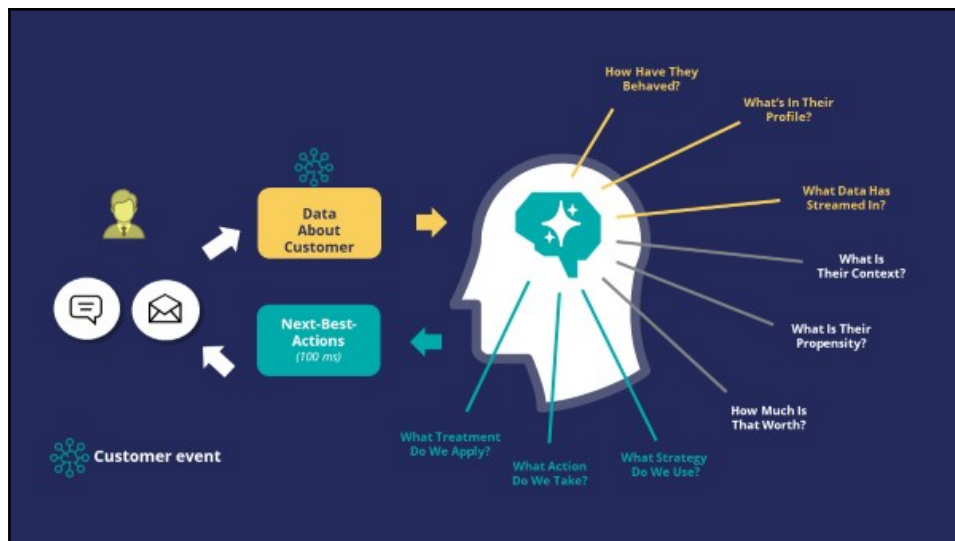 How Have They
Behaved?
What's In Their
Profile?
What Data Has
Streamed In?
Data
About
Customer
What Is
Their Context?
Next-Best-
Actions
(100 ms)
What Is Their
Propensity?
How Much Is
That Worth?
What Treatment
Do We Apply?
What Action
Do We Take?
What Strategy
Do We Use?
Customer event